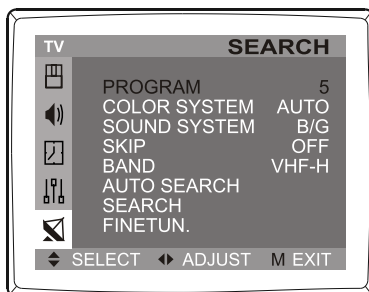 TV SEARCH
PROGRAM 5
COLOR SYSTEM AUTO
SOUND SYSTEM B/G
SKIP OFF
BAND VHF-H
AUTO SEARCH
SEARCH
FINETUN.
SELECT ADJUST M EXIT